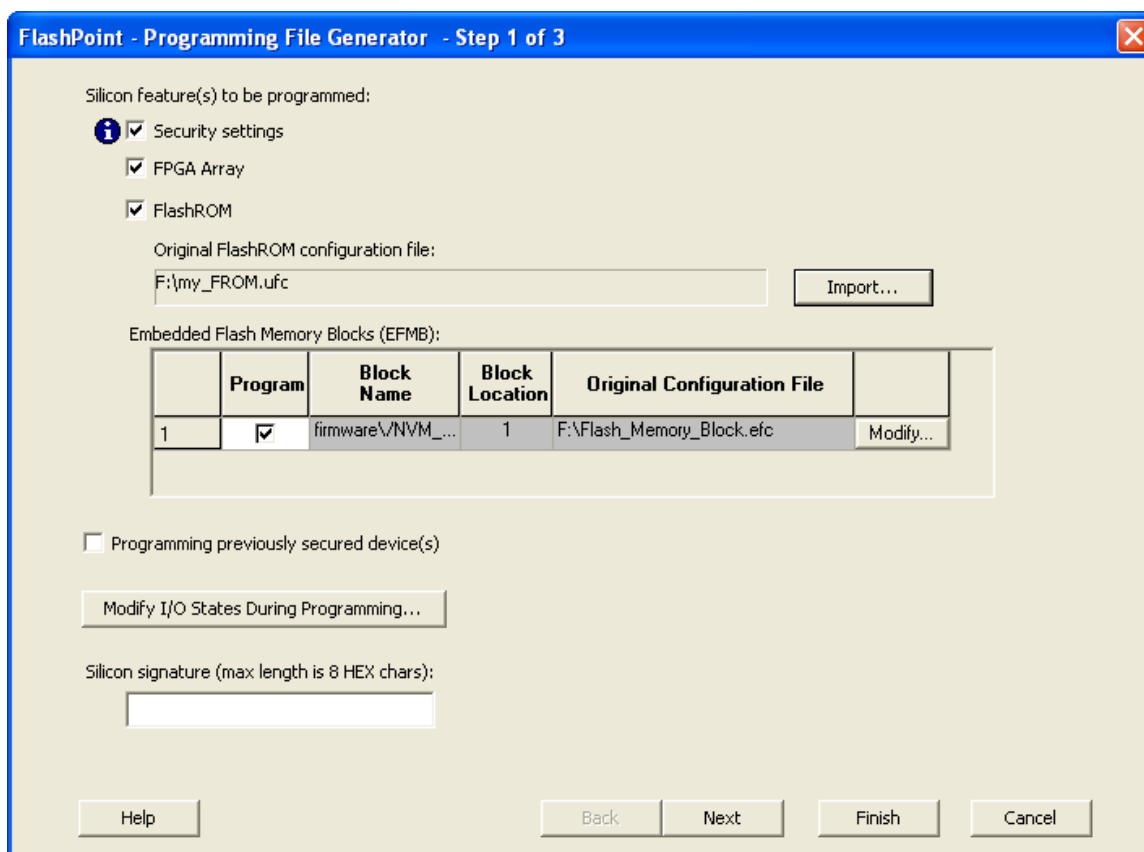 FlashPoint - Programming File Generator - Step 1 of 3
Silicon feature(s) to be programmed:
Security settings
FPGA Array
FlashROM
Original FlashROM configuration file:
F:\my_FROM.ufc
Import...
Embedded Flash Memory Blocks (EFMB):
Program Block Name Block Location Original Configuration File
1 firmware\/NVM_... 1 F:\Flash_Memory_Block.efc Modify...
Programming previously secured device(s)
Modify I/O States During Programming...
Silicon signature (max length is 8 HEX chars):
Help Back Next Finish Cancel